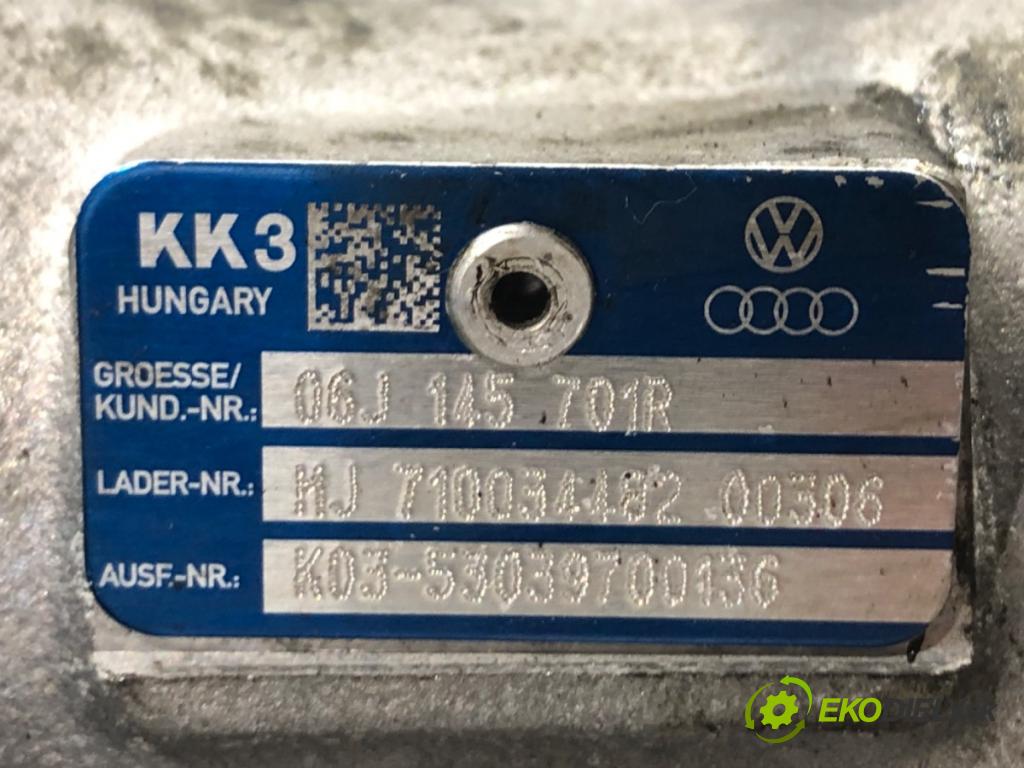 KK3
HUNGARY
GROESSE/
KUND.-NR.: 06J 145 701R
LADER-NR.: HJ 710034482 00306
AUSF.-NR.: K03-53039700136
EKO